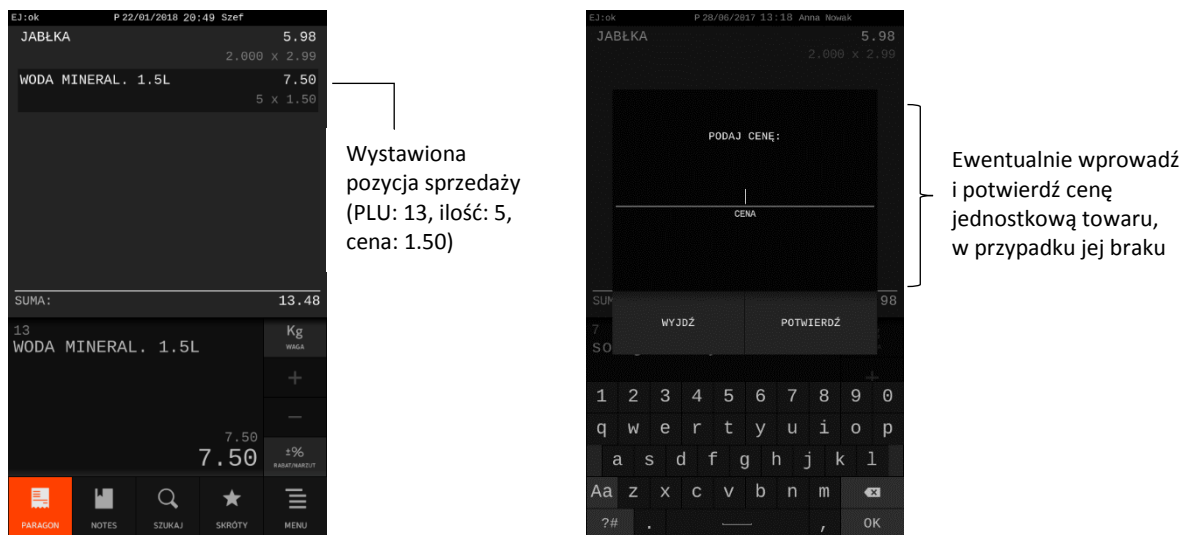 EJ:ok P 22/01/2018 20:49 Szef
JABŁKA 5.98
2.000 x 2.99
WODA MINERAL. 1.5L 7.50
5 x 1.50
SUMA: 13.48
13
WODA MINERAL. 1.5L
Kg
WAGA
+
−
7.50
7.50
±%
RABAT/NARZUT
PARAGON NOTES SZUKAJ SKRÓTY MENU
Wystawiona
pozycja sprzedaży
(PLU: 13, ilość: 5,
cena: 1.50)
EJ:ok P 28/06/2017 13:18 Anna Nowak
JABŁKA 5.98
2.000 x 2.99
PODAJ CENĘ:
CENA
SUM 98
WYJDŹ POTWIERDŹ
7
SO
+
1 2 3 4 5 6 7 8 9 0
q w e r t y u i o p
a s d f g h j k l
Aa z x c v b n m
?# . , OK
Ewentualnie wprowadź
i potwierdź cenę
jednostkową towaru,
w przypadku jej braku